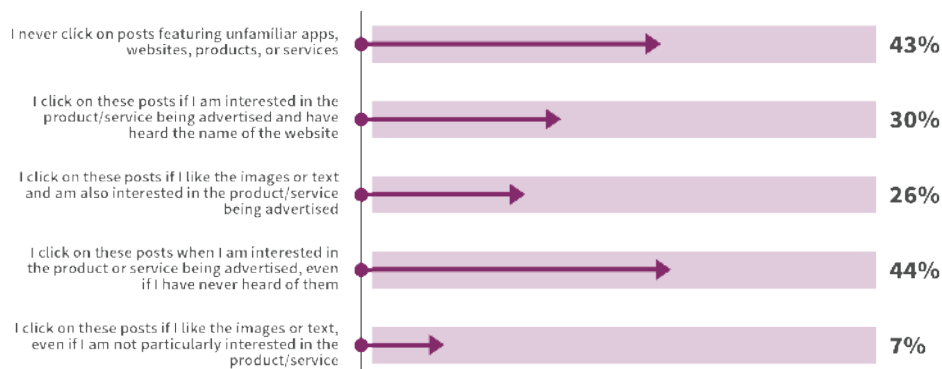 I never click on posts featuring unfamiliar apps,
websites, products, or services
43%
I click on these posts if I am interested in the
product/service being advertised and have
heard the name of the website
30%
I click on these posts if I like the images or text
and am also interested in the product/service
being advertised
26%
I click on these posts when I am interested in
the product or service being advertised, even
if I have never heard of them
44%
I click on these posts if I like the images or text,
even if I am not particularly interested in the
product/service
7%